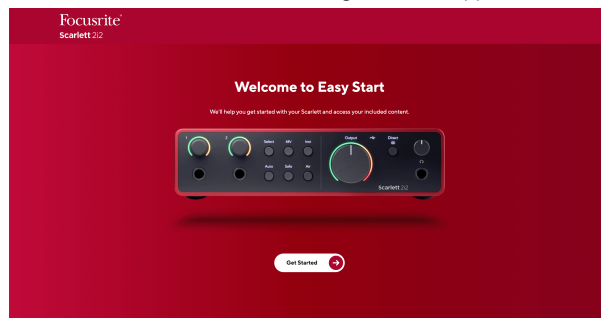 Focusrite®
Scarlett 2i2
Welcome to Easy Start
We'll help you get started with your Scarlett and access your included content.
1 2 Select 48V Inst Output Direct
Auto Safe Air
Scarlett 2i2
Get Started